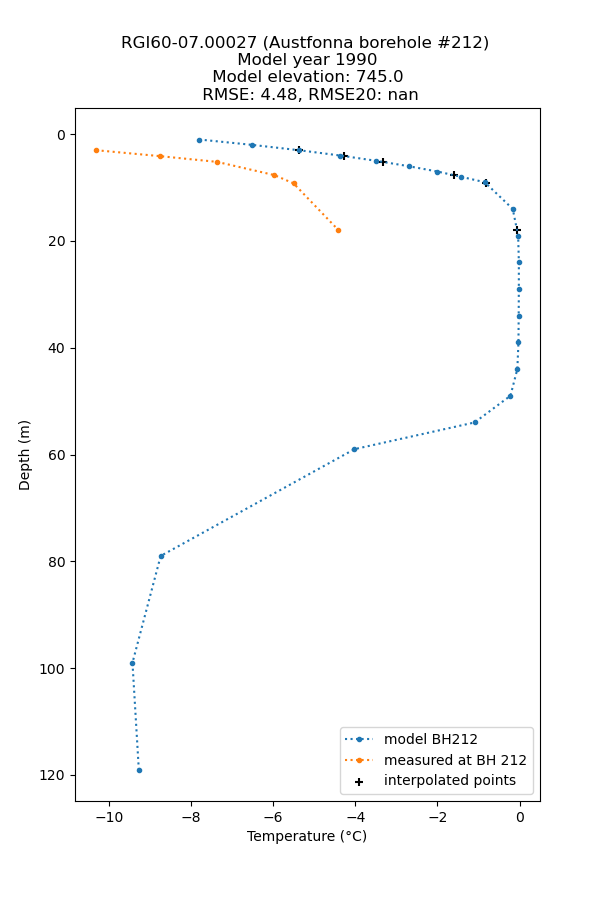 RGI60-07.00027 (Austfonna borehole #212)
Model year 1990
Model elevation: 745.0
RMSE: 4.48, RMSE20: nan
0
20
40
60
80
100
120
Depth (m)
model BH212
measured at BH 212
interpolated points
−10
−8
−6
−4
−2
0
Temperature (°C)